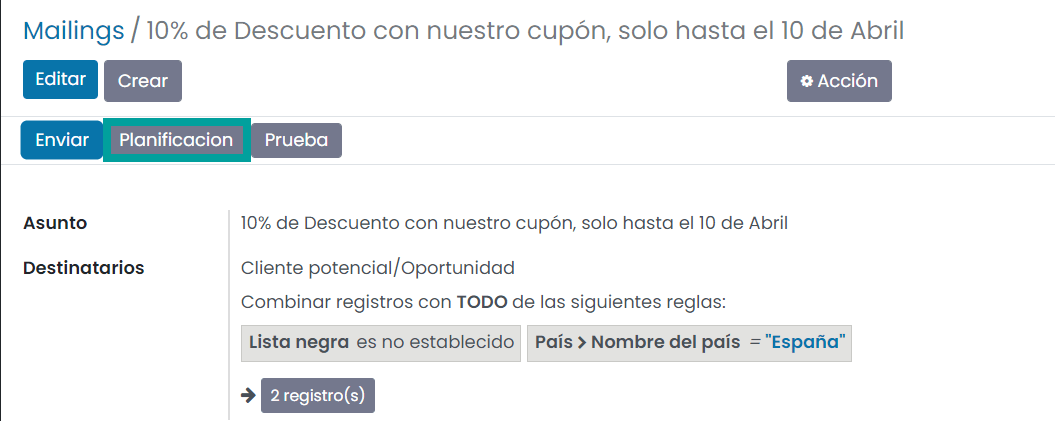 Mailings / 10% de Descuento con nuestro cupón, solo hasta el 10 de Abril
Editar Crear Acción
Enviar Planificacion Prueba
Asunto 10% de Descuento con nuestro cupón, solo hasta el 10 de Abril
Destinatarios Cliente potencial/Oportunidad
Combinar registros con TODO de las siguientes reglas:
Lista negra es no establecido País > Nombre del país = "España"
2 registro(s)